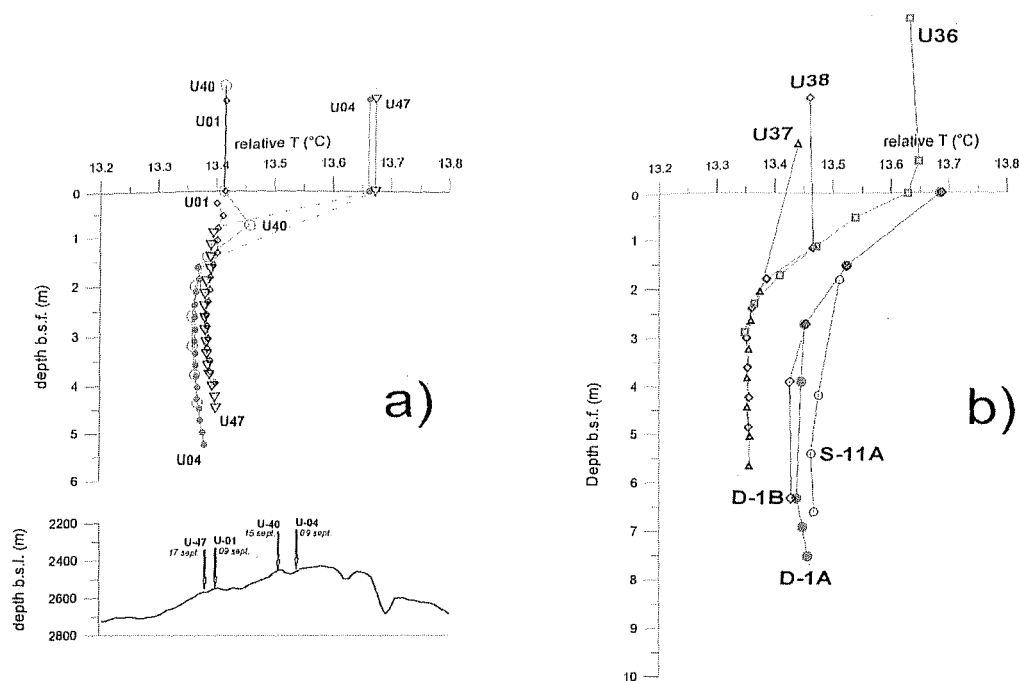 U40
U01
U04
U47
relative T (°C)
13.2 13.3 13.4 13.5 13.6 13.7 13.8
0
1
2
3
4
5
6
depth b.s.f. (m)
U01
U40
U47
U04
a)
2200
2400
2600
2800
depth b.s.l. (m)
U-47
17 sept.
U-01
09 sept.
U-40
15 sept.
U-04
09 sept.
U36
U38
U37
relative T (°C)
13.2 13.3 13.4 13.5 13.6 13.7 13.8
0
1
2
3
4
5
6
7
8
9
10
Depth b.s.f. (m)
S-11A
D-1B
D-1A
b)